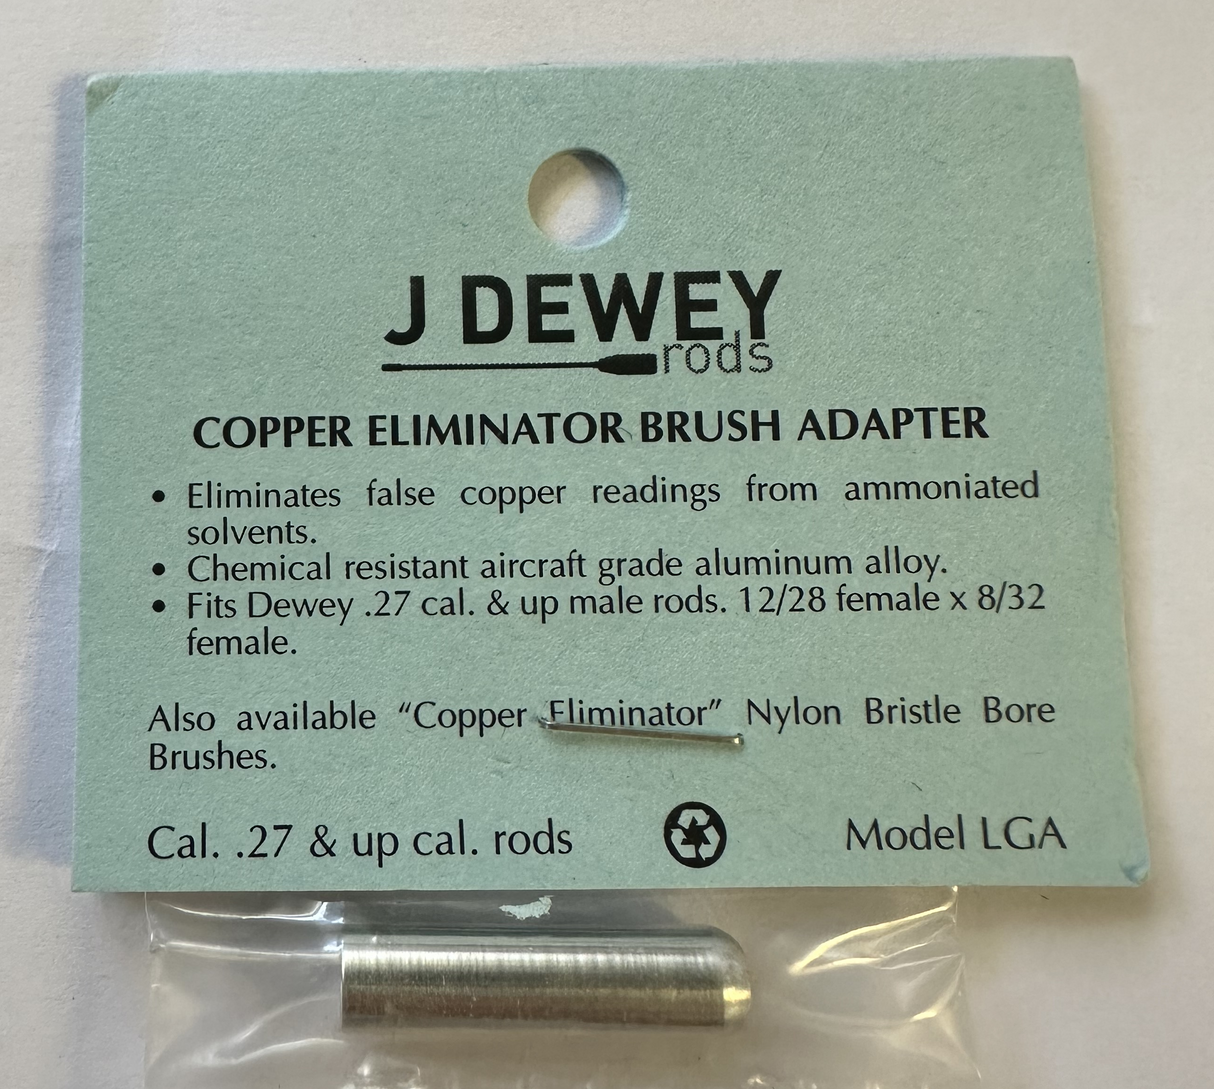 J DEWEY
rods
COPPER ELIMINATOR BRUSH ADAPTER
• Eliminates false copper readings from ammoniated
solvents.
• Chemical resistant aircraft grade aluminum alloy.
• Fits Dewey .27 cal. & up male rods. 12/28 female x 8/32
female.
Also available “Copper Eliminator” Nylon Bristle Bore
Brushes.
Cal. .27 & up cal. rods Model LGA